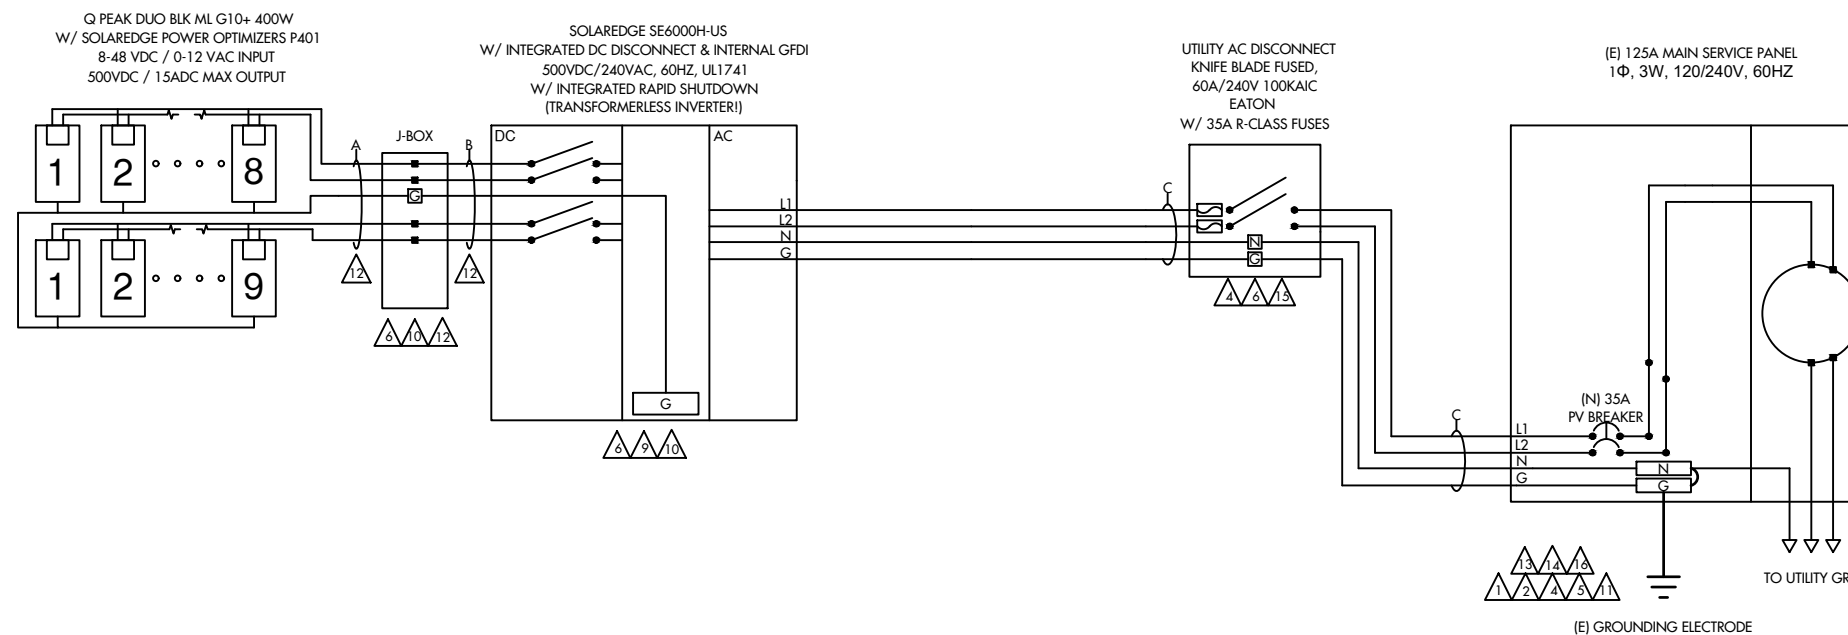 Q PEAK DUO BLK ML G10+ 400W
W/ SOLAREDGE POWER OPTIMIZERS P401
8-48 VDC / 0-12 VAC INPUT
500VDC / 15ADC MAX OUTPUT
SOLAREDGE SE6000H-US
W/ INTEGRATED DC DISCONNECT & INTERNAL GFDI
500VDC/240VAC, 60HZ, UL1741
W/ INTEGRATED RAPID SHUTDOWN
(TRANSFORMERLESS INVERTER!)
UTILITY AC DISCONNECT
KNIFE BLADE FUSED,
60A/240V 100KAIC
EATON
W/ 35A R-CLASS FUSES
(E) 125A MAIN SERVICE PANEL
1Φ, 3W, 120/240V, 60HZ
1 2 8
1 2 9
A
12
J-BOX
G
6 10 12
B
12
DC
AC
G
6 9 10
L1
L2
N
G
C
N
G
4 6 15
C
L1
L2
N
G
(N) 35A
PV BREAKER
N
G
13 14 16
1 2 4 5 11
TO UTILITY GR
(E) GROUNDING ELECTRODE